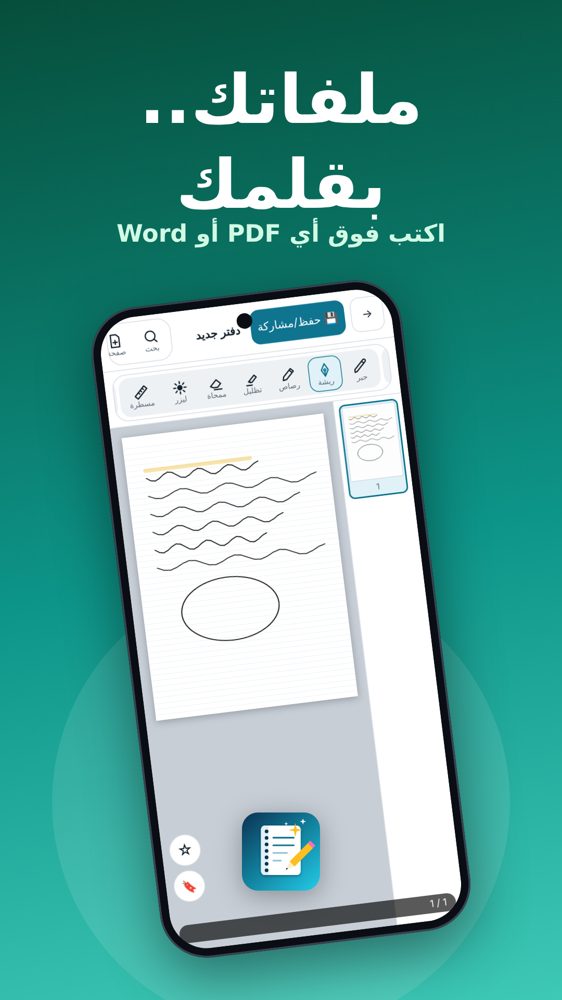 ملفاتك..
بقلمك
اكتب فوق أي PDF أو Word
حفظ/مشاركة
دفتر جديد
بحث
صفحة
حبر
ريشة
رصاص
تظليل
ممحاة
ليزر
مسطرة
1
1 / 1